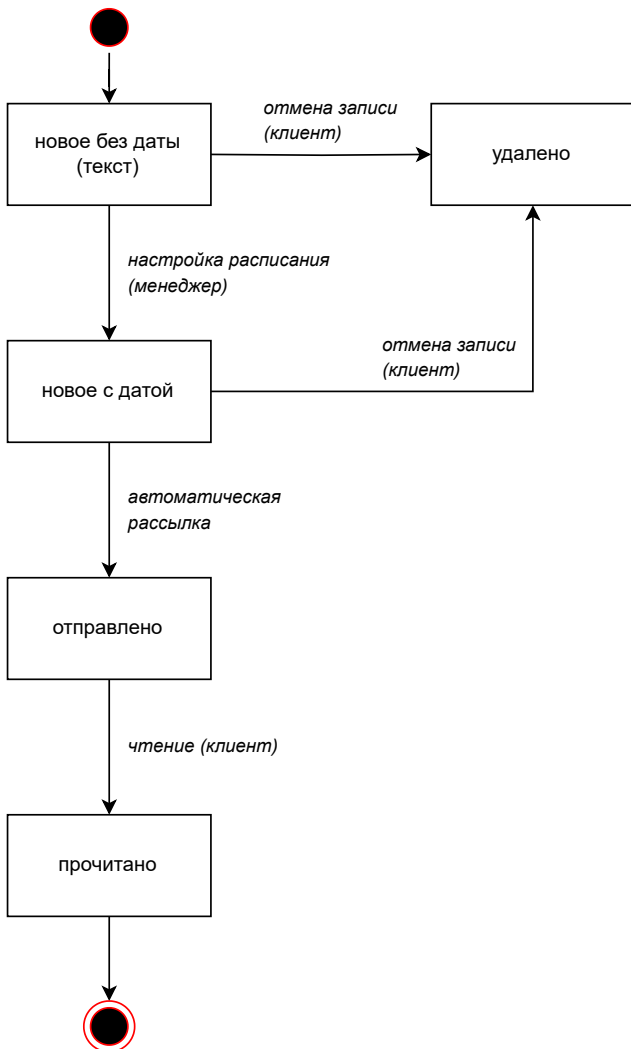 отмена записи
(клиент)
новое без даты
(текст)
удалено
настройка расписания
(менеджер)
отмена записи
(клиент)
новое с датой
автоматическая
рассылка
отправлено
чтение (клиент)
прочитано